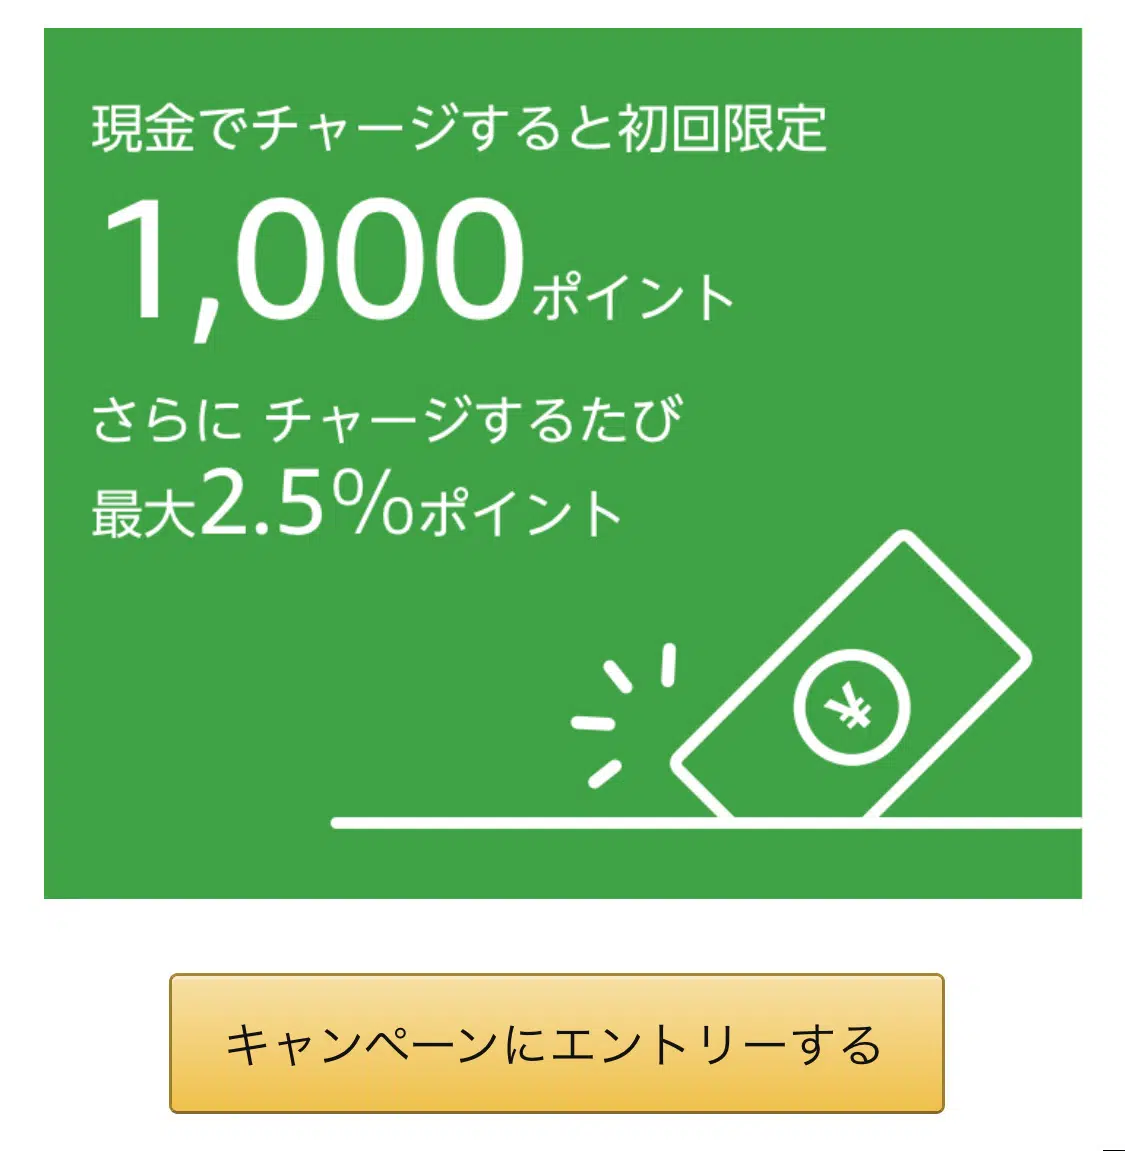 現金でチャージすると初回限定
1,000ポイント
さらに チャージするたび
最大2.5%ポイント
¥
キャンペーンにエントリーする